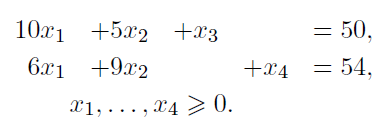 10x₁ +5x₂ +x₃ = 50,
6x₁ +9x₂ +x₄ = 54,
x₁, . . . , x₄ ⩾ 0.